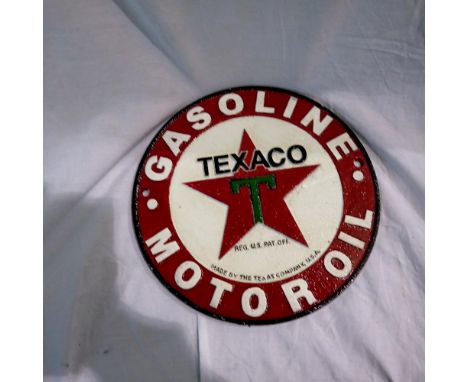 GASOLINE
TEXACO
T
REG. U.S. PAT. OFF.
MADE BY THE TEXAS COMPANY, U.S.A.
MOTOR OIL